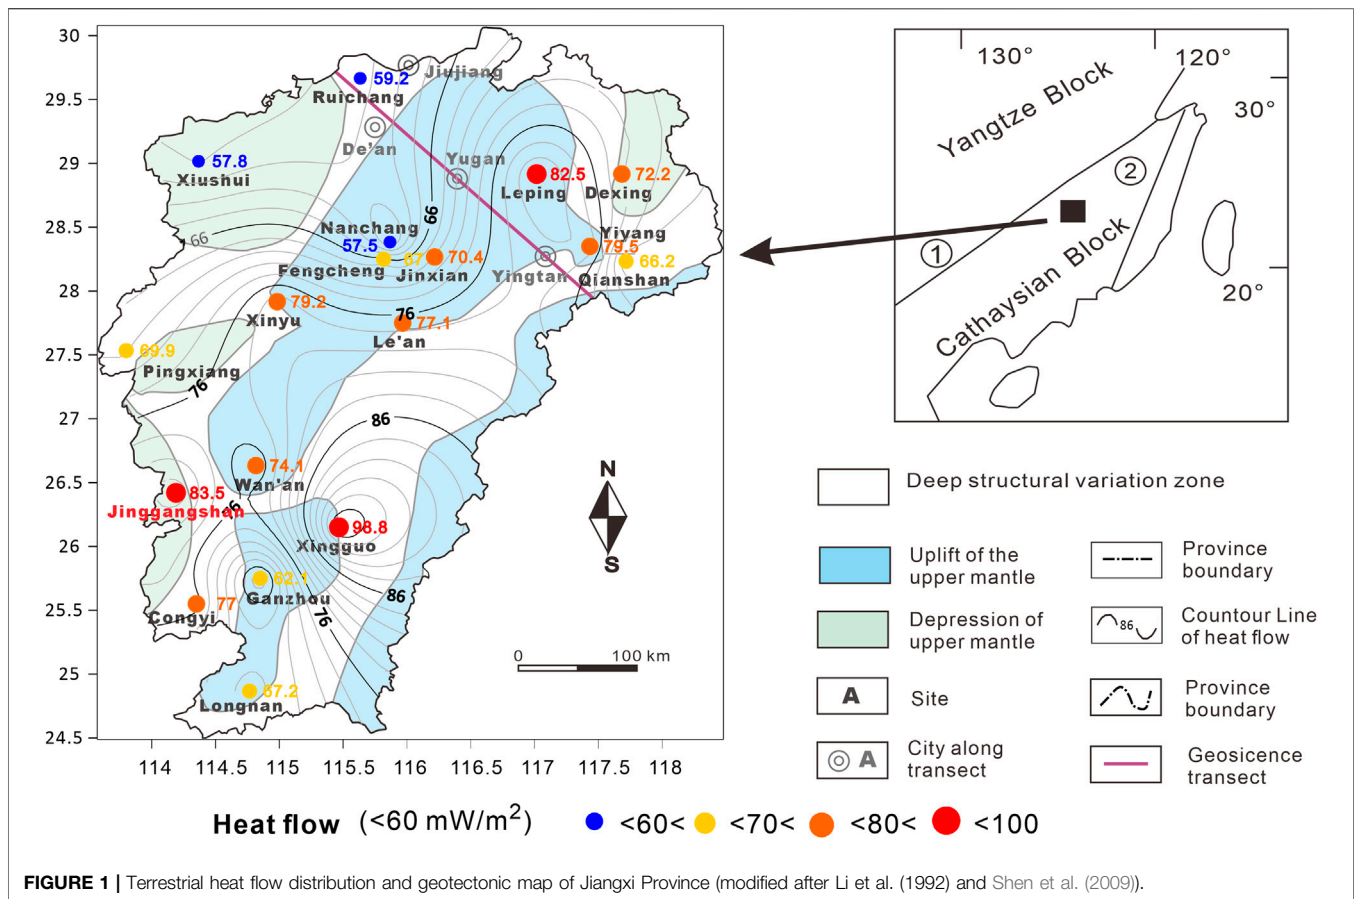 30
29.5
29
28.5
28
27.5
27
26.5
26
25.5
25
24.5
114
114.5
115
115.5
116
116.5
117
117.5
118
59.2
Jiujiang
Ruichang
De'an
57.8
Xiushui
Yugan
82.5
Leping
72.2
Dexing
66
66
Nanchang
57.5
67
Fengcheng
70.4
Jinxian
Yiyang
79.5
66.2
Yingtan
Qianshan
79.2
Xinyu
76
77.1
Le'an
69.9
Pingxiang
76
86
74.1
Wan'an
83.5
Jinggangshan
98.8
Xingguo
62.1
Ganzhou
86
76
77
Congyi
67.2
Longnan
N
S
0
100 km
130°
120°
30°
20°
Yangtze Block
Cathaysian Block
①
②
Deep structural variation zone
Uplift of the
upper mantle
Province
boundary
Depression of
upper mantle
86
Countour Line
of heat flow
A
Site
Province
boundary
A
City along
transect
Geosicence
transect
Heat flow (<60 mW/m²) <60< <70< <80< <100
FIGURE 1 | Terrestrial heat flow distribution and geotectonic map of Jiangxi Province (modified after Li et al. (1992) and Shen et al. (2009)).